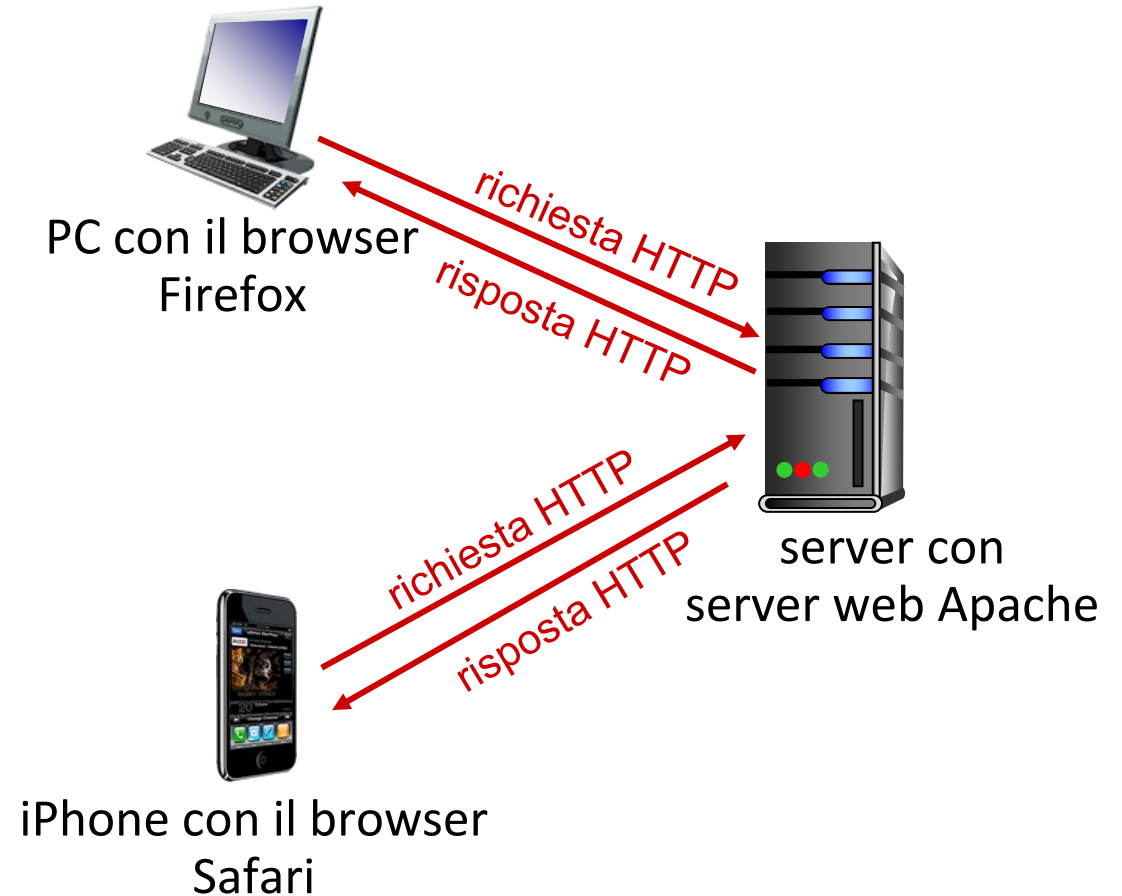 richiesta HTTP
risposta HTTP
PC con il browser
Firefox
richiesta HTTP
risposta HTTP
server con
server web Apache
iPhone con il browser
Safari